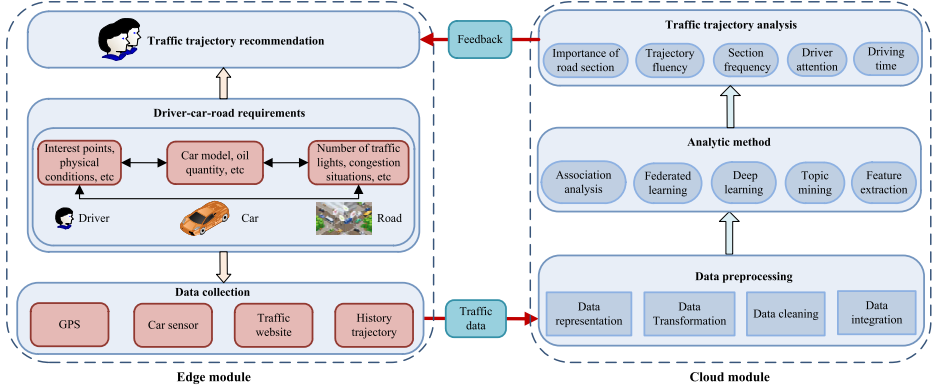 Traffic trajectory recommendation
Driver-car-road requirements
Interest points,
physical
conditions, etc
Car model, oil
quantity, etc
Number of traffic
lights, congestion
situations, etc
Driver
Car
Road
Data collection
GPS
Car sensor
Traffic
website
History
trajectory
Edge module
Feedback
Traffic
data
Traffic trajectory analysis
Importance of
road section
Trajectory
fluency
Section
frequency
Driver
attention
Driving
time
Analytic method
Association
analysis
Federated
learning
Deep
learning
Topic
mining
Feature
extraction
Data preprocessing
Data
representation
Data
Transformation
Data cleaning
Data
integration
Cloud module